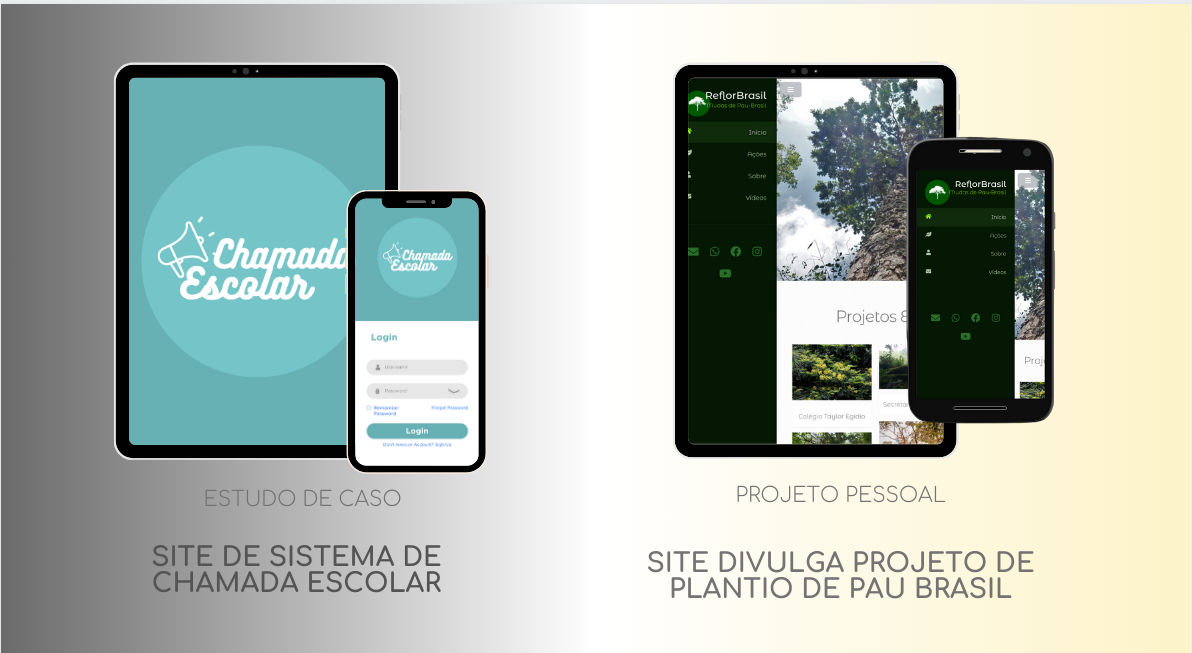 Chamada
Escolar
Chamada
Escolar
Login
Username
Password
Remember
Password
Forgot Password
Login
Don't Have an Account? Sign Up
ESTUDO DE CASO
SITE DE SISTEMA DE
CHAMADA ESCOLAR
ReflorBrasil
Mudas de Pau-Brasil
Início
Ações
Sobre
Vídeos
Projetos &
Colégio Taylor Egídio
Secretar
ReflorBrasil
Mudas de Pau-Brasil
Início
Ações
Sobre
Vídeos
Proj
PROJETO PESSOAL
SITE DIVULGA PROJETO DE
PLANTIO DE PAU BRASIL